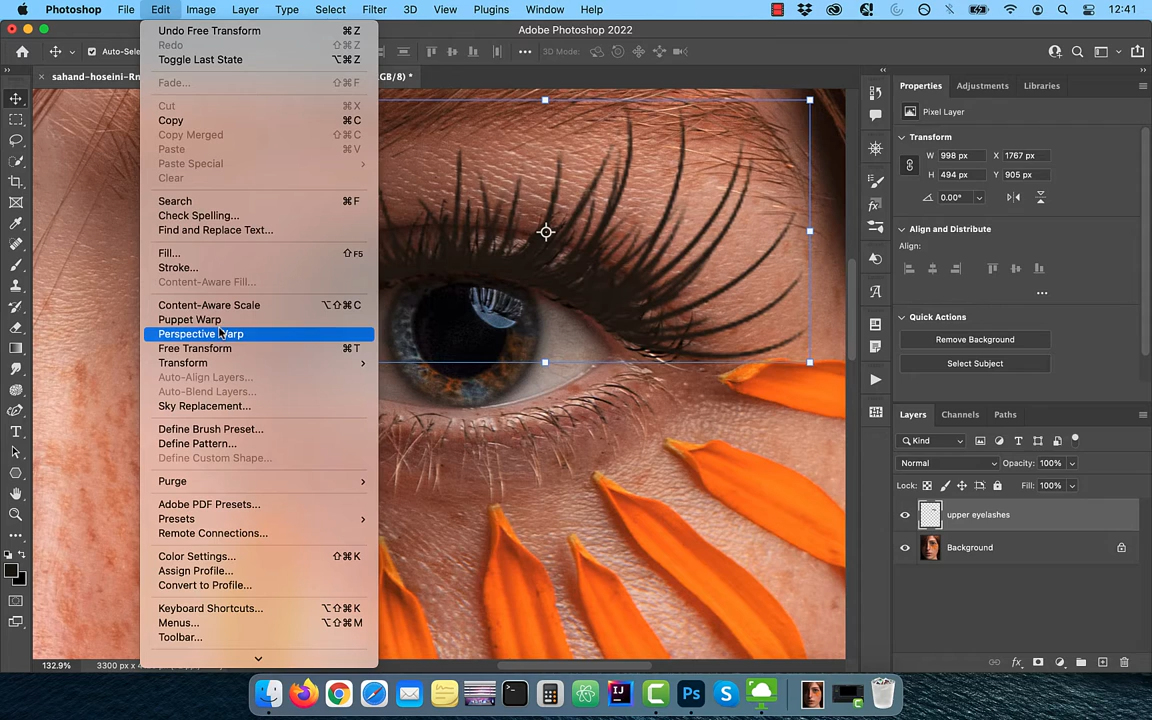 Photoshop File Edit Image Layer Type Select Filter 3D View Plugins Window Help 12:41
Adobe Photoshop 2022
Auto-Sele
3D Mode:
sahand-hoseini-Rn
GB/8) *
Undo Free Transform ⌘Z
Redo ⇧⌘Z
Toggle Last State ⌥⌘Z
Fade... ⇧⌘F
Cut ⌘X
Copy ⌘C
Copy Merged ⇧⌘C
Paste ⌘V
Paste Special
Clear
Search ⌘F
Check Spelling...
Find and Replace Text...
Fill... ⇧F5
Stroke...
Content-Aware Fill...
Content-Aware Scale ⌥⇧⌘C
Puppet Warp
Perspective Warp
Free Transform ⌘T
Transform
Auto-Align Layers...
Auto-Blend Layers...
Sky Replacement...
Define Brush Preset...
Define Pattern...
Define Custom Shape...
Purge
Adobe PDF Presets...
Presets
Remote Connections...
Color Settings... ⇧⌘K
Assign Profile...
Convert to Profile...
Keyboard Shortcuts... ⌥⇧⌘K
Menus... ⌥⇧⌘M
Toolbar...
132.9% 3300 px x
Properties Adjustments Libraries
Pixel Layer
Transform
W 998 px X 1767 px
H 494 px Y 905 px
0.00°
Align and Distribute
Align:
Quick Actions
Remove Background
Select Subject
Layers Channels Paths
Kind
Normal Opacity: 100%
Lock: Fill: 100%
upper eyelashes
Background